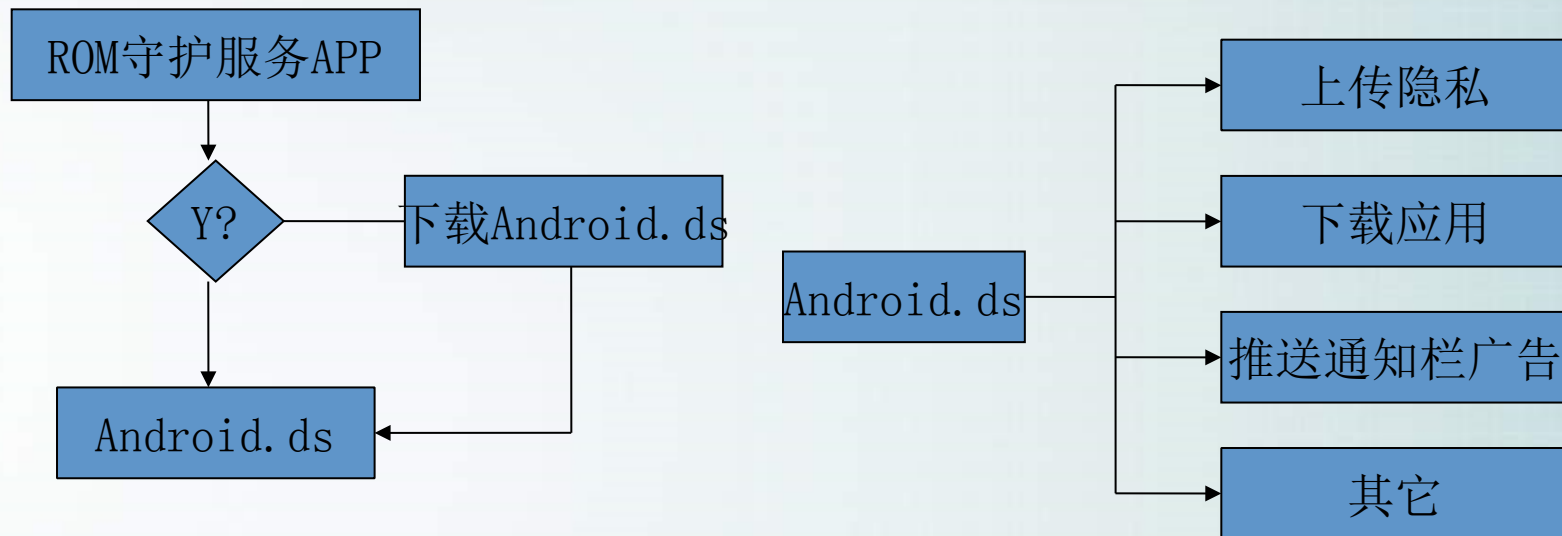 ROM守护服务APP
Y?
下载Android.ds
Android.ds
Android.ds
上传隐私
下载应用
推送通知栏广告
其它